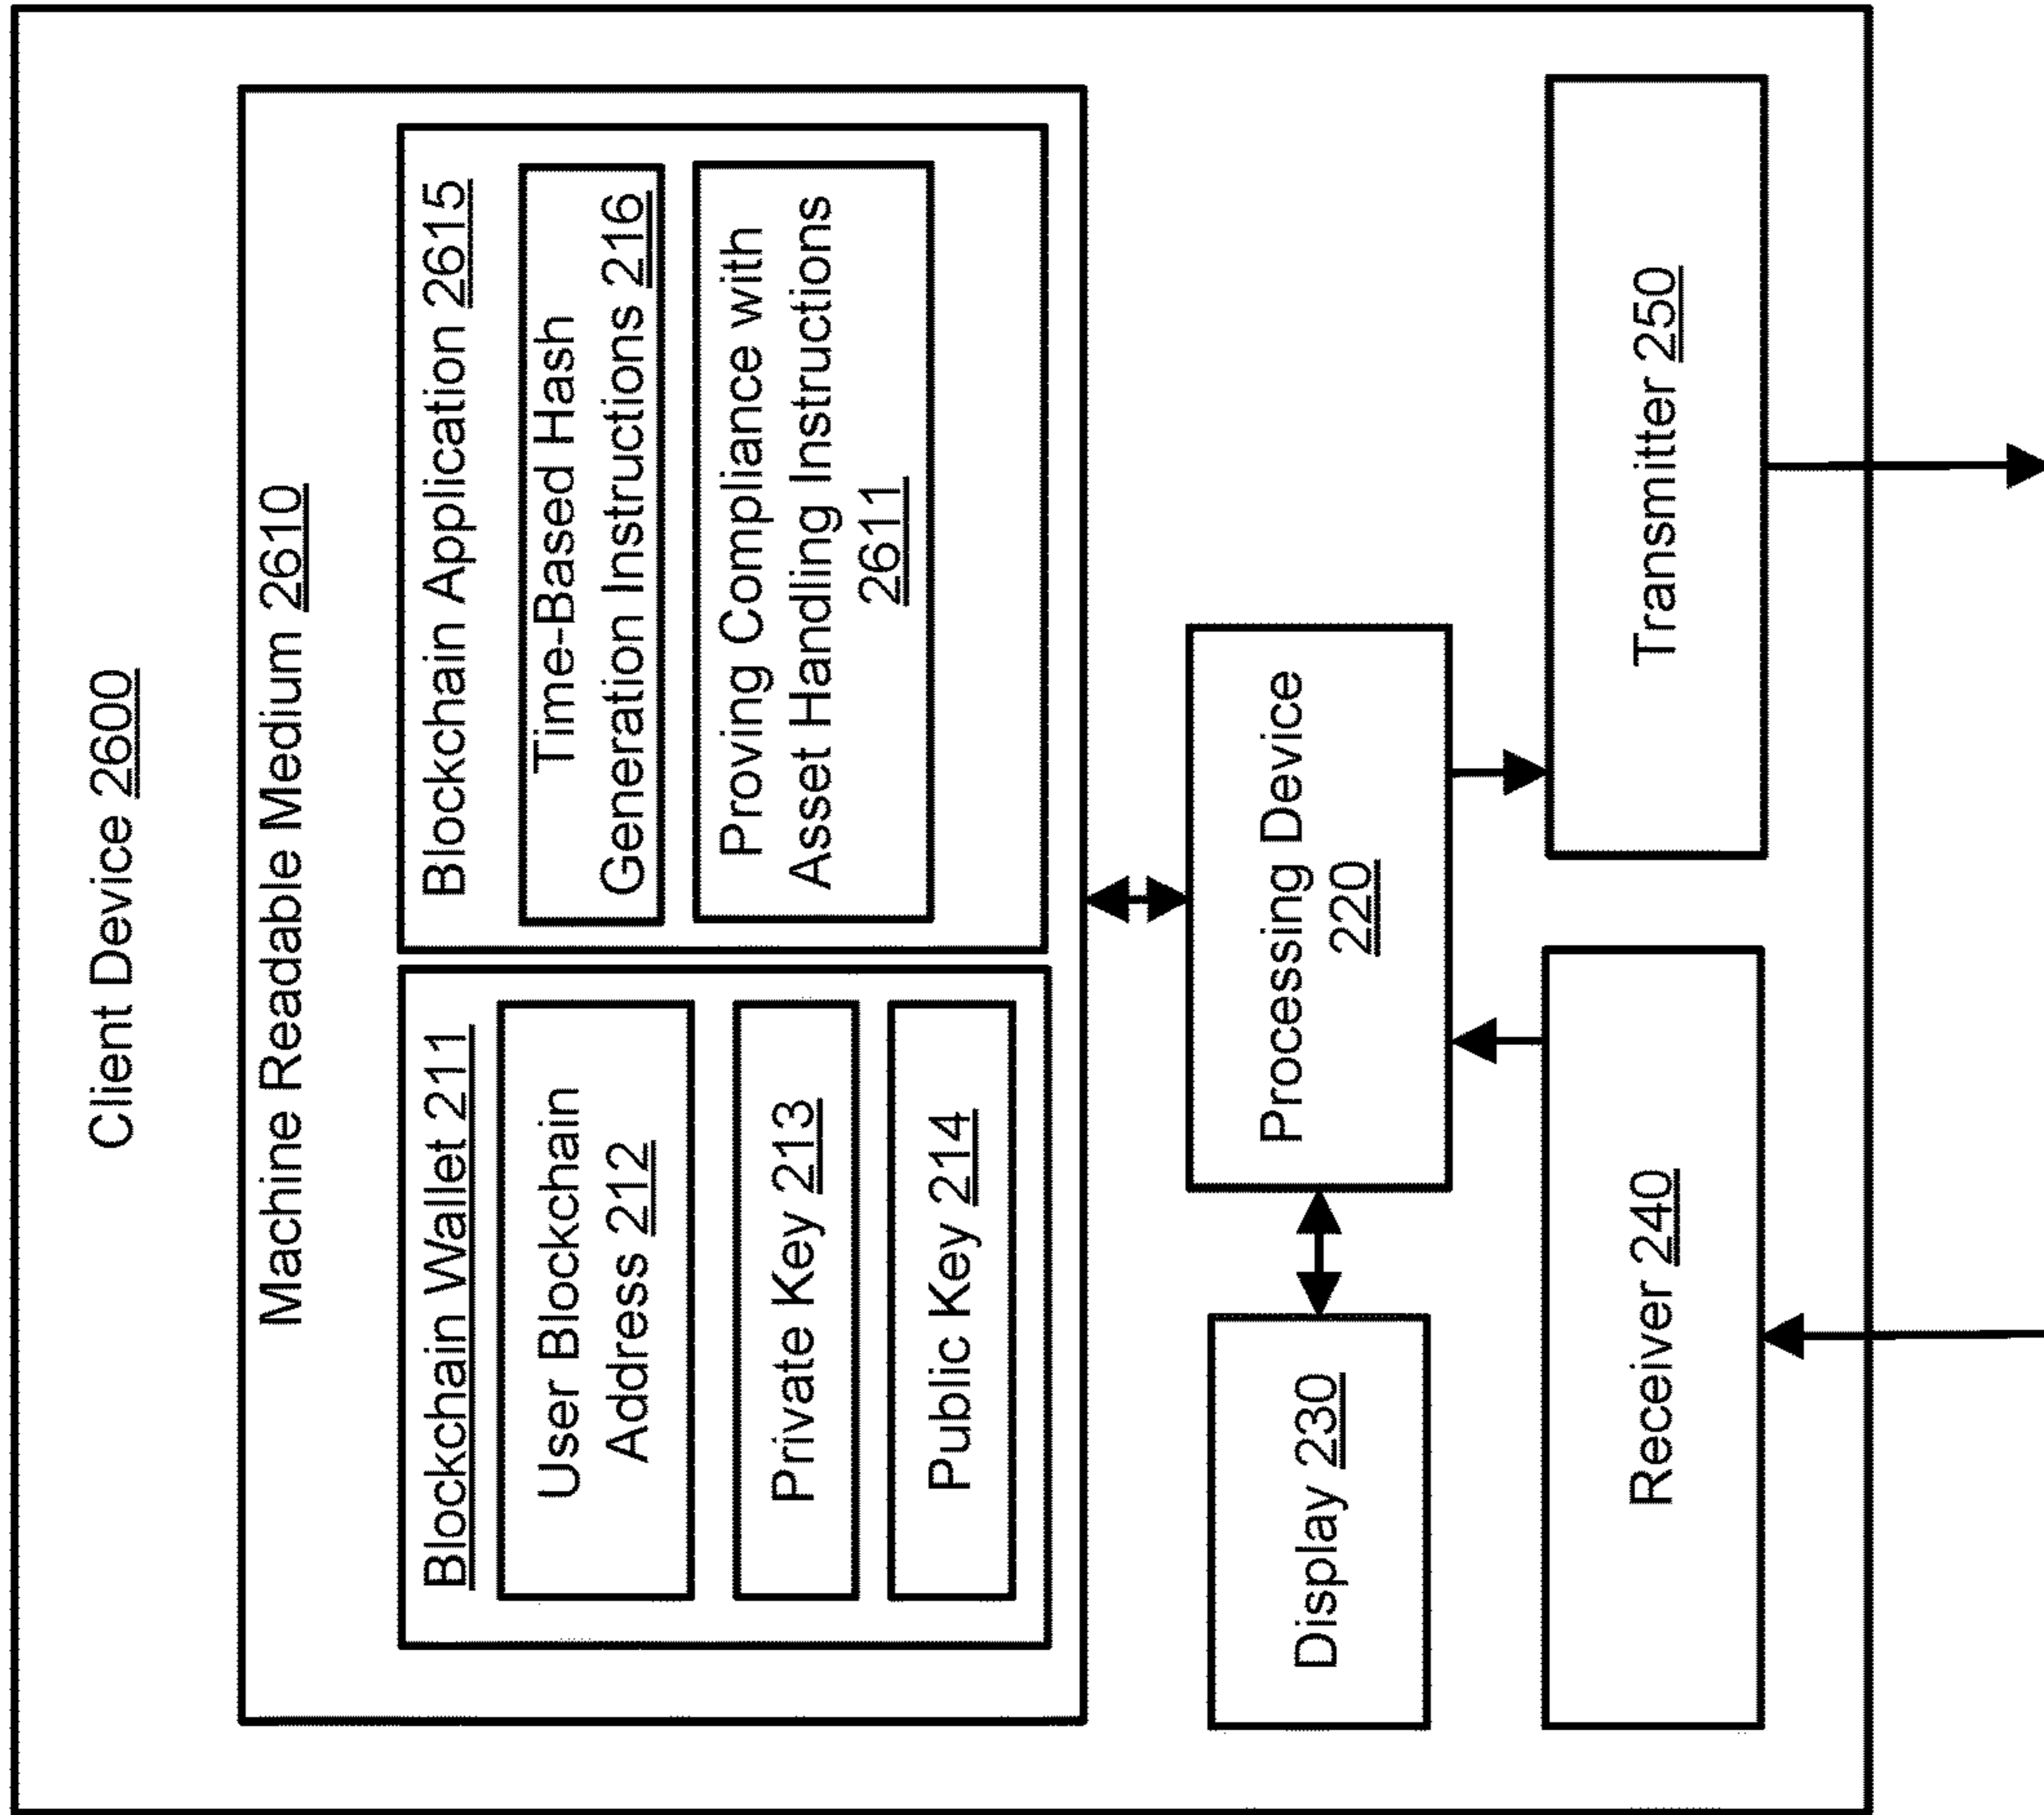 Client Device 2600
Machine Readable Medium 2610
Blockchain Wallet 211
User Blockchain
Address 212
Private Key 213
Public Key 214
Blockchain Application 2615
Time-Based Hash
Generation Instructions 216
Proving Compliance with
Asset Handling Instructions
2611
Display 230
Processing Device
220
Receiver 240
Transmitter 250